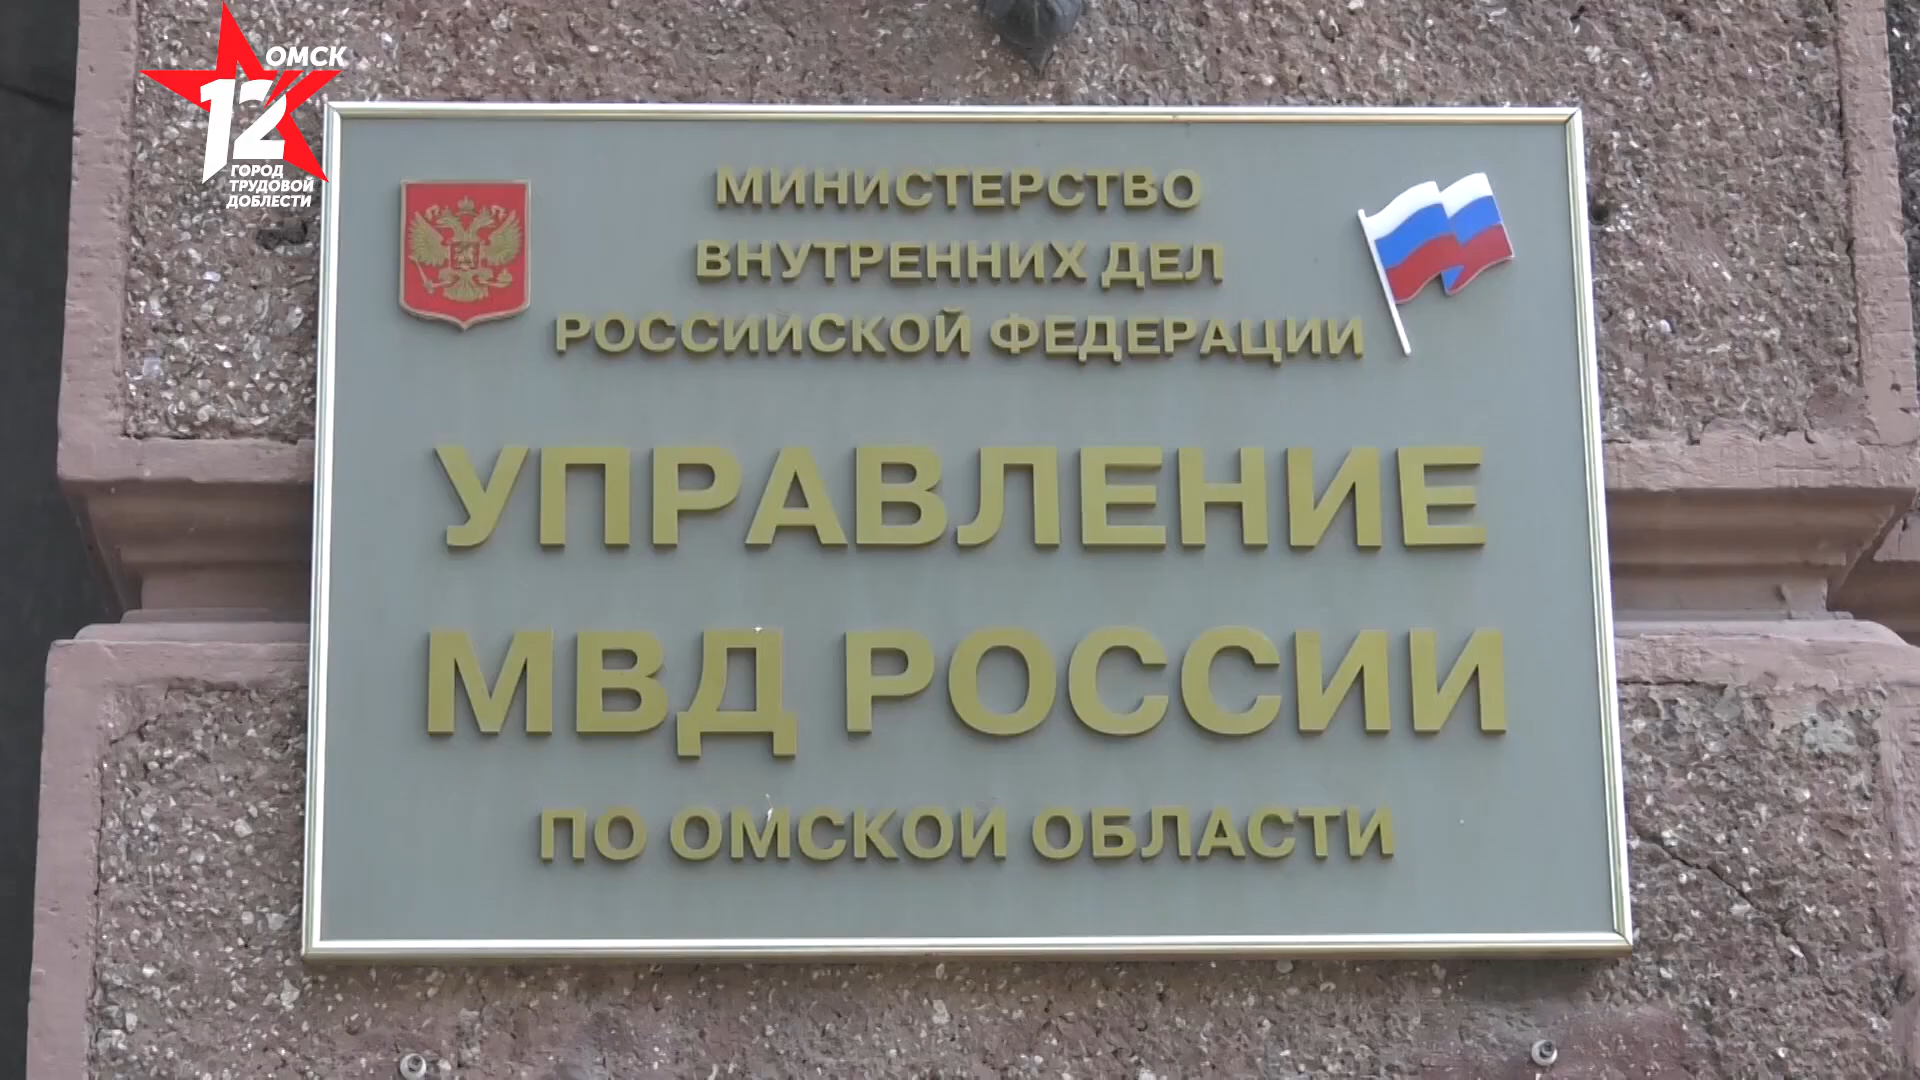 ОМСК
12
ГОРОД
ТРУДОВОЙ
ДОБЛЕСТИ
МИНИСТЕРСТВО
ВНУТРЕННИХ ДЕЛ
РОССИЙСКОЙ ФЕДЕРАЦИИ
УПРАВЛЕНИЕ
МВД РОССИИ
ПО ОМСКОЙ ОБЛАСТИ